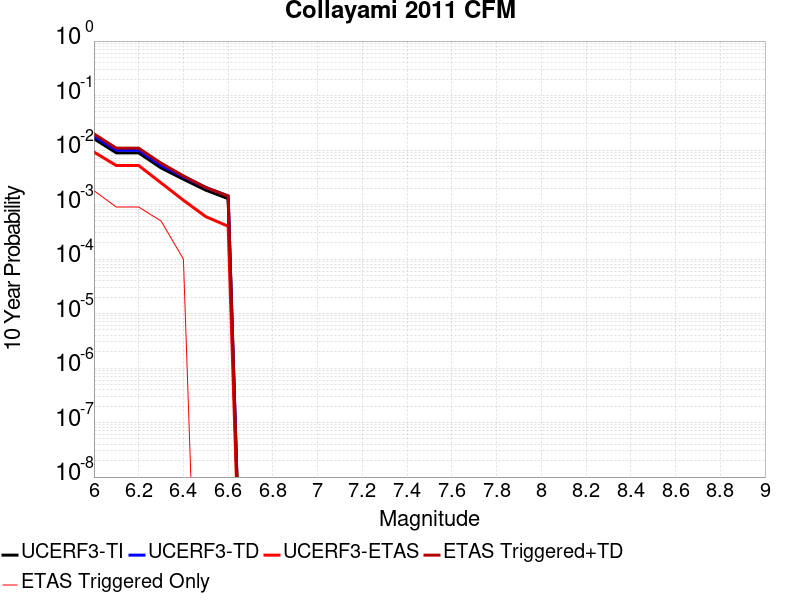 Collayami 2011 CFM
10^0
10^-1
10^-2
10^-3
10^-4
10^-5
10^-6
10^-7
10^-8
10 Year Probability
6 6.2 6.4 6.6 6.8 7 7.2 7.4 7.6 7.8 8 8.2 8.4 8.6 8.8 9
Magnitude
UCERF3-TI UCERF3-TD UCERF3-ETAS ETAS Triggered+TD
ETAS Triggered Only